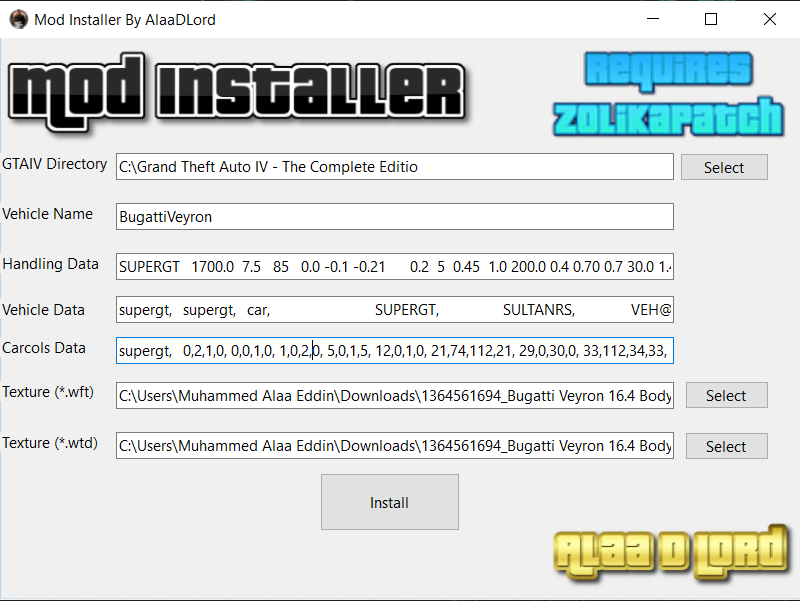 Mod Installer By AlaaDLord
Mod Installer
Requires
Zolikapatch
GTAIV Directory C:\Grand Theft Auto IV - The Complete Editio Select
Vehicle Name BugattiVeyron
Handling Data SUPERGT 1700.0 7.5 85 0.0 -0.1 -0.21 0.2 5 0.45 1.0 200.0 0.4 0.70 0.7 30.0 1.
Vehicle Data supergt, supergt, car, SUPERGT, SULTANRS, VEH@
Carcols Data supergt, 0,2,1,0, 0,0,1,0, 1,0,2,0, 5,0,1,5, 12,0,1,0, 21,74,112,21, 29,0,30,0, 33,112,34,33,
Texture (*.wft) C:\Users\Muhammed Alaa Eddin\Downloads\1364561694_Bugatti Veyron 16.4 Body Select
Texture (*.wtd) C:\Users\Muhammed Alaa Eddin\Downloads\1364561694_Bugatti Veyron 16.4 Body Select
Install
Alaa D Lord